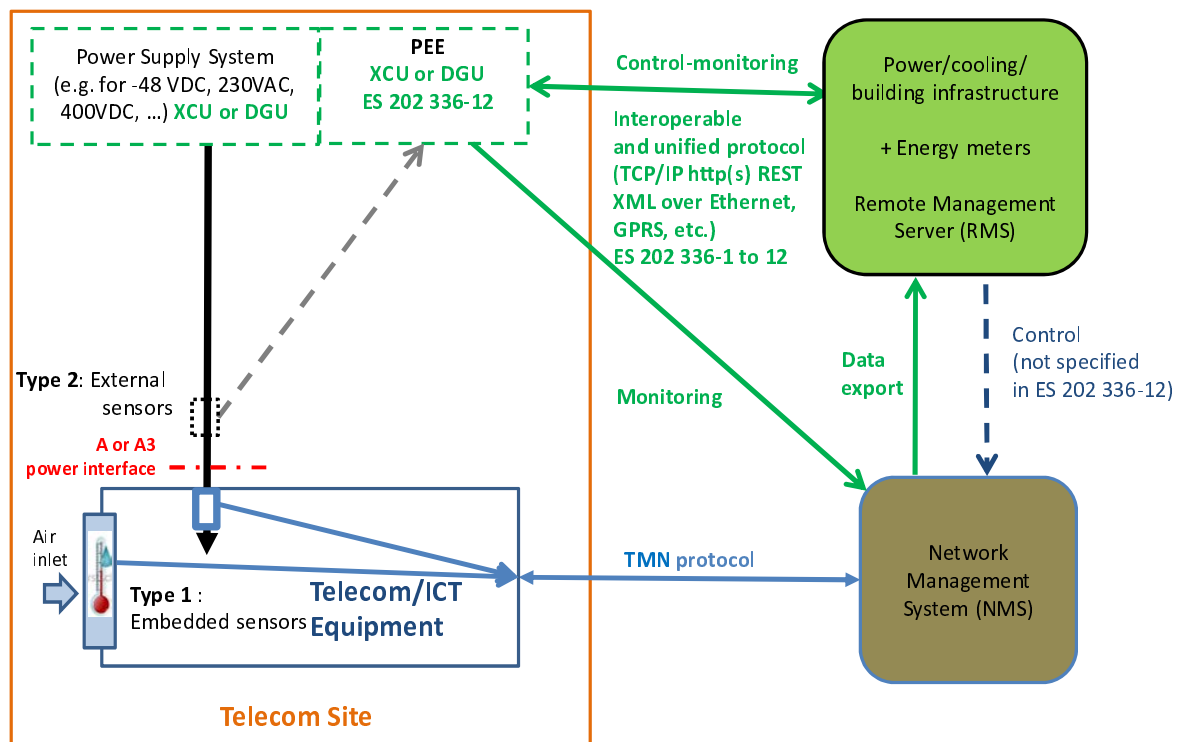 Power Supply System
(e.g. for -48 VDC, 230VAC,
400VDC, ...) XCU or DGU
PEE
XCU or DGU
ES 202 336-12
Control-monitoring
Interoperable
and unified protocol
(TCP/IP http(s) REST
XML over Ethernet,
GPRS, etc.)
ES 202 336-1 to 12
Power/cooling/
building infrastructure
+ Energy meters
Remote Management
Server (RMS)
Control
(not specified
in ES 202 336-12)
Data
export
Monitoring
Type 2: External
sensors
A or A3
power interface
Air
inlet
Type 1 :
Embedded sensors
Telecom/ICT
Equipment
TMN protocol
Network
Management
System (NMS)
Telecom Site